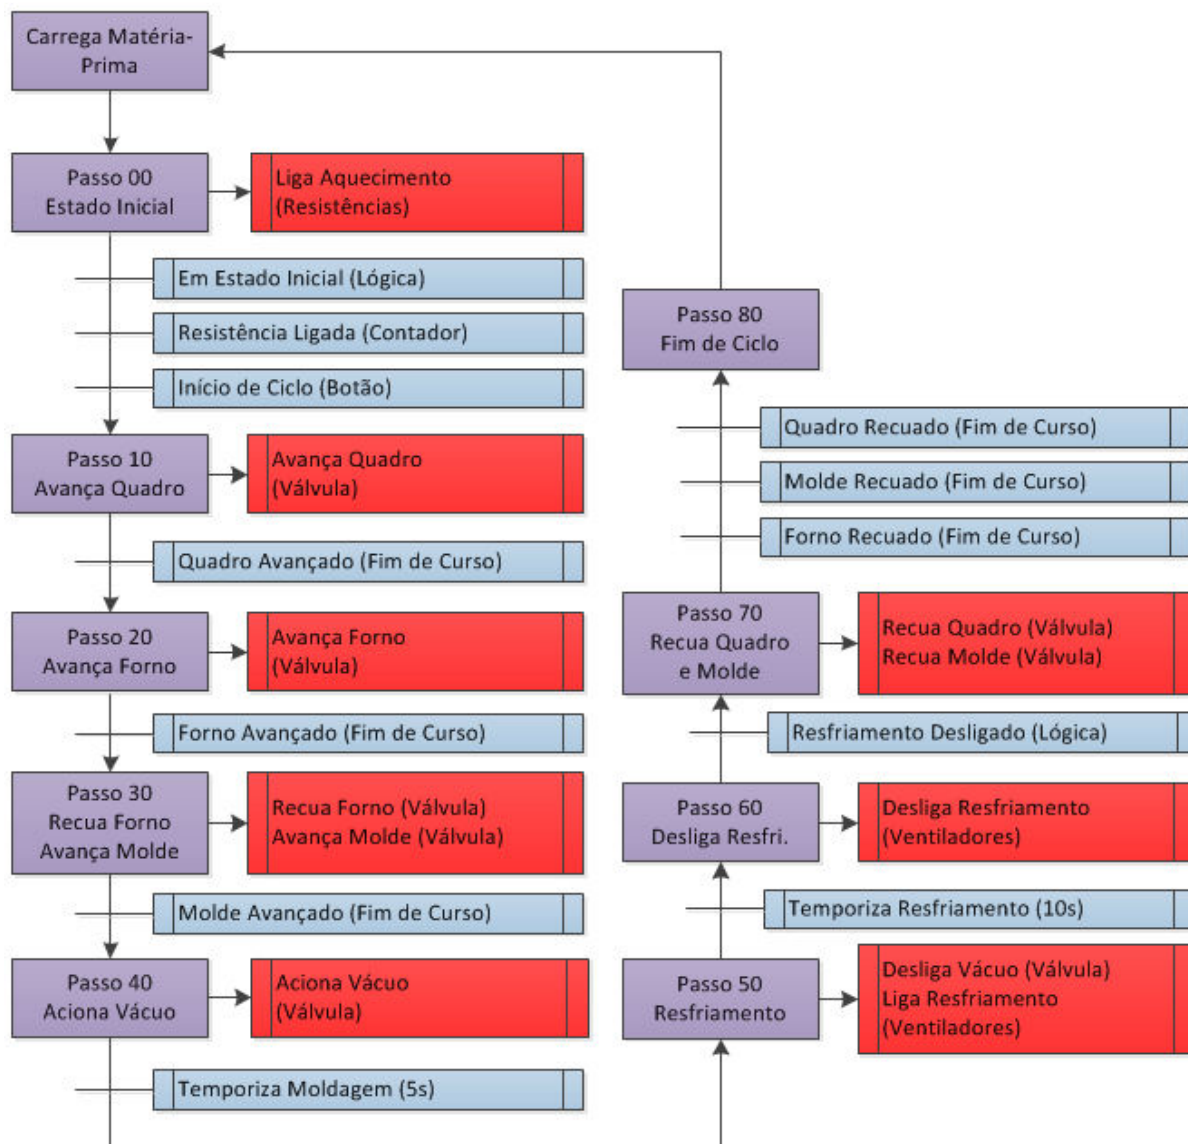 Carrega Matéria-
Prima
Passo 00
Estado Inicial
Liga Aquecimento
(Resistências)
Em Estado Inicial (Lógica)
Resistência Ligada (Contador)
Início de Ciclo (Botão)
Passo 10
Avança Quadro
Avança Quadro
(Válvula)
Quadro Avançado (Fim de Curso)
Passo 20
Avança Forno
Avança Forno
(Válvula)
Forno Avançado (Fim de Curso)
Passo 30
Recua Forno
Avança Molde
Recua Forno (Válvula)
Avança Molde (Válvula)
Molde Avançado (Fim de Curso)
Passo 40
Aciona Vácuo
Aciona Vácuo
(Válvula)
Temporiza Moldagem (5s)
Passo 80
Fim de Ciclo
Quadro Recuado (Fim de Curso)
Molde Recuado (Fim de Curso)
Forno Recuado (Fim de Curso)
Passo 70
Recua Quadro
e Molde
Recua Quadro (Válvula)
Recua Molde (Válvula)
Resfriamento Desligado (Lógica)
Passo 60
Desliga Resfri.
Desliga Resfriamento
(Ventiladores)
Temporiza Resfriamento (10s)
Passo 50
Resfriamento
Desliga Vácuo (Válvula)
Liga Resfriamento
(Ventiladores)